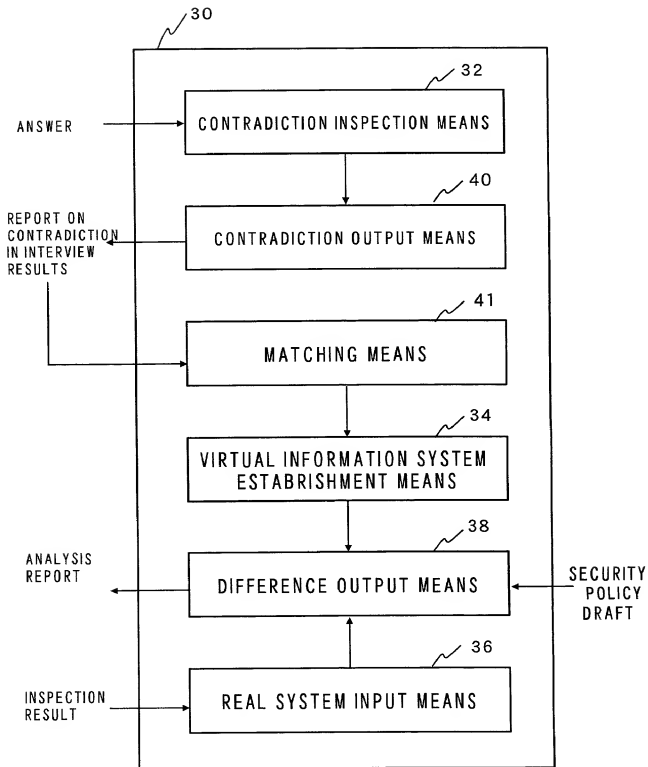 30
32
ANSWER
CONTRADICTION INSPECTION MEANS
40
REPORT ON
CONTRADICTION
IN INTERVIEW
RESULTS
CONTRADICTION OUTPUT MEANS
41
MATCHING MEANS
34
VIRTUAL INFORMATION SYSTEM
ESTABRISHMENT MEANS
38
ANALYSIS
REPORT
DIFFERENCE OUTPUT MEANS
SECURITY
POLICY
DRAFT
36
INSPECTION
RESULT
REAL SYSTEM INPUT MEANS